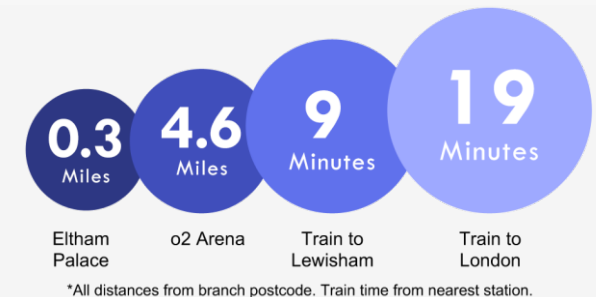 0.3
Miles
4.6
Miles
9
Minutes
19
Minutes
Eltham
Palace
o2 Arena
Train to
Lewisham
Train to
London
*All distances from branch postcode. Train time from nearest station.